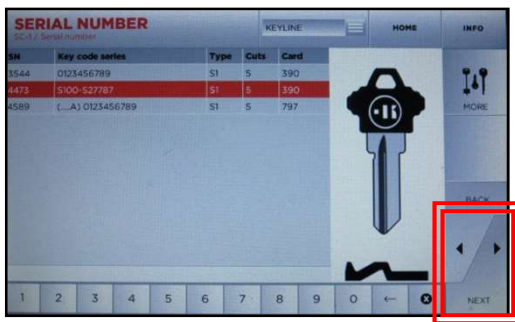 SERIAL NUMBER
SC-1 / Serial number
KEYLINE
HOME
INFO
SN Key code series Type Cuts Card
3544 0123456789 S1 5 390
4473 S100-S27787 S1 5 390
4589 (....A) 0123456789 S1 5 797
MORE
BACK
NEXT
1 2 3 4 5 6 7 8 9 0 ←